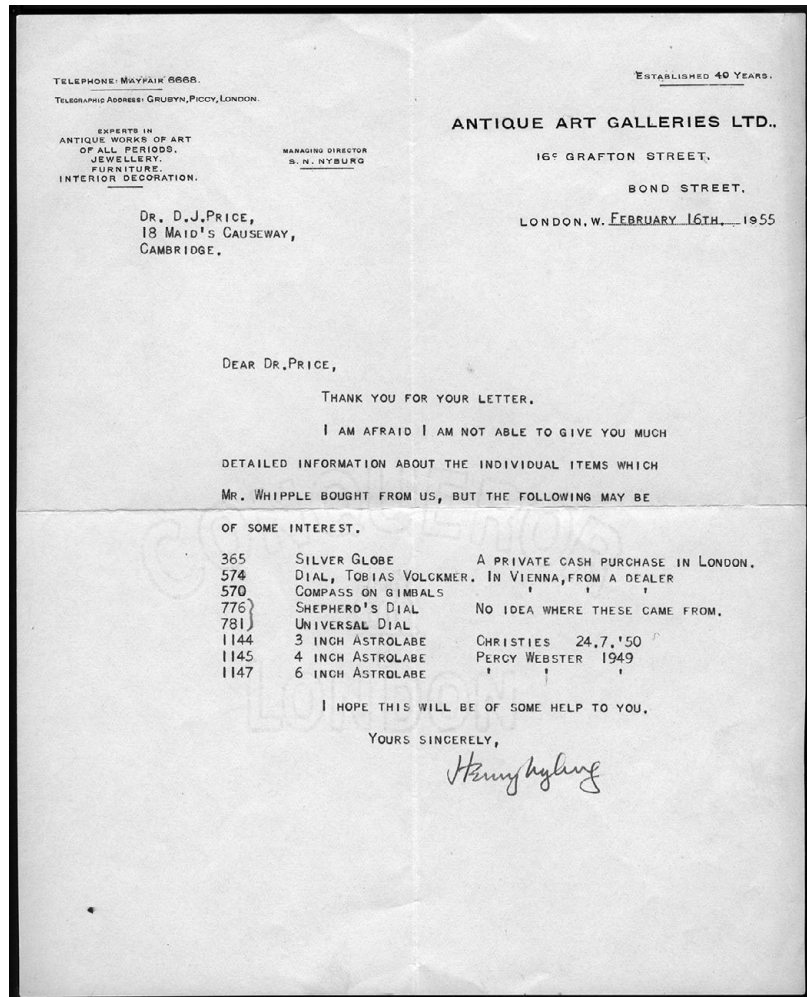 TELEPHONE: MAYFAIR 6668.
TELEGRAPHIC ADDRESS: GRUBYN, PICCY, LONDON.
EXPERTS IN
ANTIQUE WORKS OF ART
OF ALL PERIODS.
JEWELLERY.
FURNITURE.
INTERIOR DECORATION.
MANAGING DIRECTOR
S. N. NYBURG
ESTABLISHED 40 YEARS.
ANTIQUE ART GALLERIES LTD.,
16c GRAFTON STREET,
BOND STREET,
LONDON, W. FEBRUARY 16TH, 1955
DR. D.J.PRICE,
18 MAID'S CAUSEWAY,
CAMBRIDGE.
DEAR DR.PRICE,
THANK YOU FOR YOUR LETTER.
I AM AFRAID I AM NOT ABLE TO GIVE YOU MUCH
DETAILED INFORMATION ABOUT THE INDIVIDUAL ITEMS WHICH
MR. WHIPPLE BOUGHT FROM US, BUT THE FOLLOWING MAY BE
OF SOME INTEREST.
365 SILVER GLOBE A PRIVATE CASH PURCHASE IN LONDON.
574 DIAL, TOBIAS VOLCKMER. IN VIENNA, FROM A DEALER
570 COMPASS ON GIMBALS ' ' '
776} SHEPHERD'S DIAL NO IDEA WHERE THESE CAME FROM.
781} UNIVERSAL DIAL
1144 3 INCH ASTROLABE CHRISTIES 24.7.'50
1145 4 INCH ASTROLABE PERCY WEBSTER 1949
1147 6 INCH ASTROLABE ' ' '
I HOPE THIS WILL BE OF SOME HELP TO YOU.
YOURS SINCERELY,
Henry Nyburg
CONQUEROR
LONDON